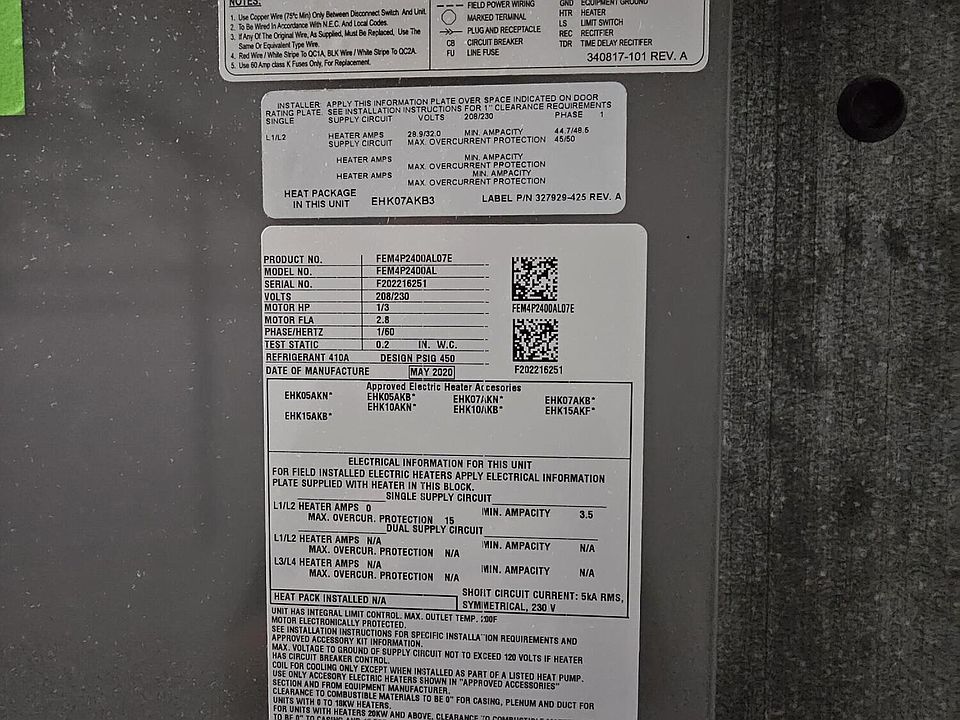 NOTES:
1. Use Copper Wire (75°c Min) Only Between Disconnect Switch And Unit.
2. To Be Wired In Accordance With N.E.C. And Local Codes.
3. If Any Of The Original Wire, As Supplied, Must Be Replaced, Use The
Same Or Equivalent Type Wire.
4. Red Wire / White Stripe To QC1A, BLK Wire / White Stripe To QC2A.
5. Use 60 Amp class K Fuses Only, For Replacement.
FIELD POWER WIRING
MARKED TERMINAL
PLUG AND RECEPTACLE
CB CIRCUIT BREAKER
FU LINE FUSE
GND EQUIPMENT GROUND
HTR HEATER
LS LIMIT SWITCH
REC RECTIFIER
TDR TIME DELAY RECTIFER
340817-101 REV. A
INSTALLER: APPLY THIS INFORMATION PLATE OVER SPACE INDICATED ON DOOR
RATING PLATE. SEE INSTALLATION INSTRUCTIONS FOR 1" CLEARANCE REQUIREMENTS
SINGLE SUPPLY CIRCUIT VOLTS 208/230 PHASE 1
L1/L2 HEATER AMPS 28.9/32.0 MIN. AMPACITY 44.7/48.5
SUPPLY CIRCUIT MAX. OVERCURRENT PROTECTION 45/50
HEATER AMPS MIN. AMPACITY
MAX. OVERCURRENT PROTECTION
HEATER AMPS MIN. AMPACITY
MAX. OVERCURRENT PROTECTION
HEAT PACKAGE
IN THIS UNIT EHK07AKB3 LABEL P/N 327929-425 REV. A
PRODUCT NO. FEM4P2400AL07E
MODEL NO. FEM4P2400AL
SERIAL NO. F202216251
VOLTS 208/230
MOTOR HP 1/3
MOTOR FLA 2.8
PHASE/HERTZ 1/60
TEST STATIC 0.2 IN. W.C.
REFRIGERANT 410A DESIGN PSIG 450
DATE OF MANUFACTURE MAY 2020
FEM4P2400AL07E
F202216251
Approved Electric Heater Accesories
EHK05AKN* EHK05AKB* EHK07AKN* EHK07AKB*
EHK10AKN* EHK10AKB* EHK15AKF*
EHK15AKB*
ELECTRICAL INFORMATION FOR THIS UNIT
FOR FIELD INSTALLED ELECTRIC HEATERS APPLY ELECTRICAL INFORMATION
PLATE SUPPLIED WITH HEATER IN THIS BLOCK.
SINGLE SUPPLY CIRCUIT
L1/L2 HEATER AMPS 0 MIN. AMPACITY 3.5
MAX. OVERCUR. PROTECTION 15
DUAL SUPPLY CIRCUIT
L1/L2 HEATER AMPS N/A MIN. AMPACITY N/A
MAX. OVERCUR. PROTECTION N/A
L3/L4 HEATER AMPS N/A MIN. AMPACITY N/A
MAX. OVERCUR. PROTECTION N/A
HEAT PACK INSTALLED N/A
SHORT CIRCUIT CURRENT: 5kA RMS,
SYMMETRICAL, 230 V
UNIT HAS INTEGRAL LIMIT CONTROL. MAX. OUTLET TEMP. 200F
MOTOR ELECTRONICALLY PROTECTED.
SEE INSTALLATION INSTRUCTIONS FOR SPECIFIC INSTALLATION REQUIREMENTS AND
APPROVED ACCESSORY KIT INFORMATION.
MAX. VOLTAGE TO GROUND OF SUPPLY CIRCUIT NOT TO EXCEED 120 VOLTS IF HEATER
HAS CIRCUIT BREAKER CONTROL.
COIL FOR COOLING ONLY EXCEPT WHEN INSTALLED AS PART OF A LISTED HEAT PUMP.
USE ONLY ACCESORY ELECTRIC HEATERS SHOWN IN "APPROVED ACCESSORIES"
SECTION AND FROM EQUIPMENT MANUFACTURER.
CLEARANCE TO COMBUSTIBLE MATERIALS TO BE 0" FOR CASING, PLENUM AND DUCT FOR
UNITS WITH 0 TO 18KW HEATERS.
FOR UNITS WITH HEATERS 20KW AND ABOVE, CLEARANCE TO COMBUSTIBLE
TO BE 0" TO CASING